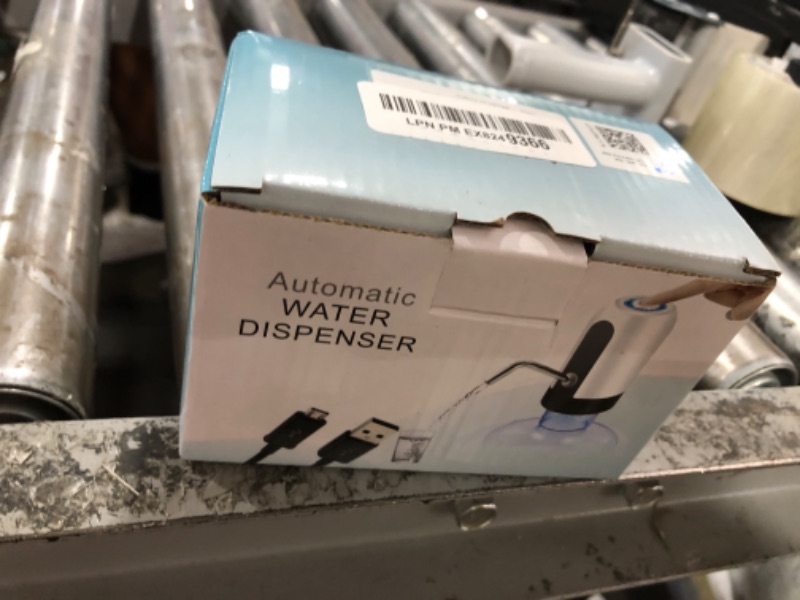 LPN PM EX8249366
Automatic
WATER
DISPENSER